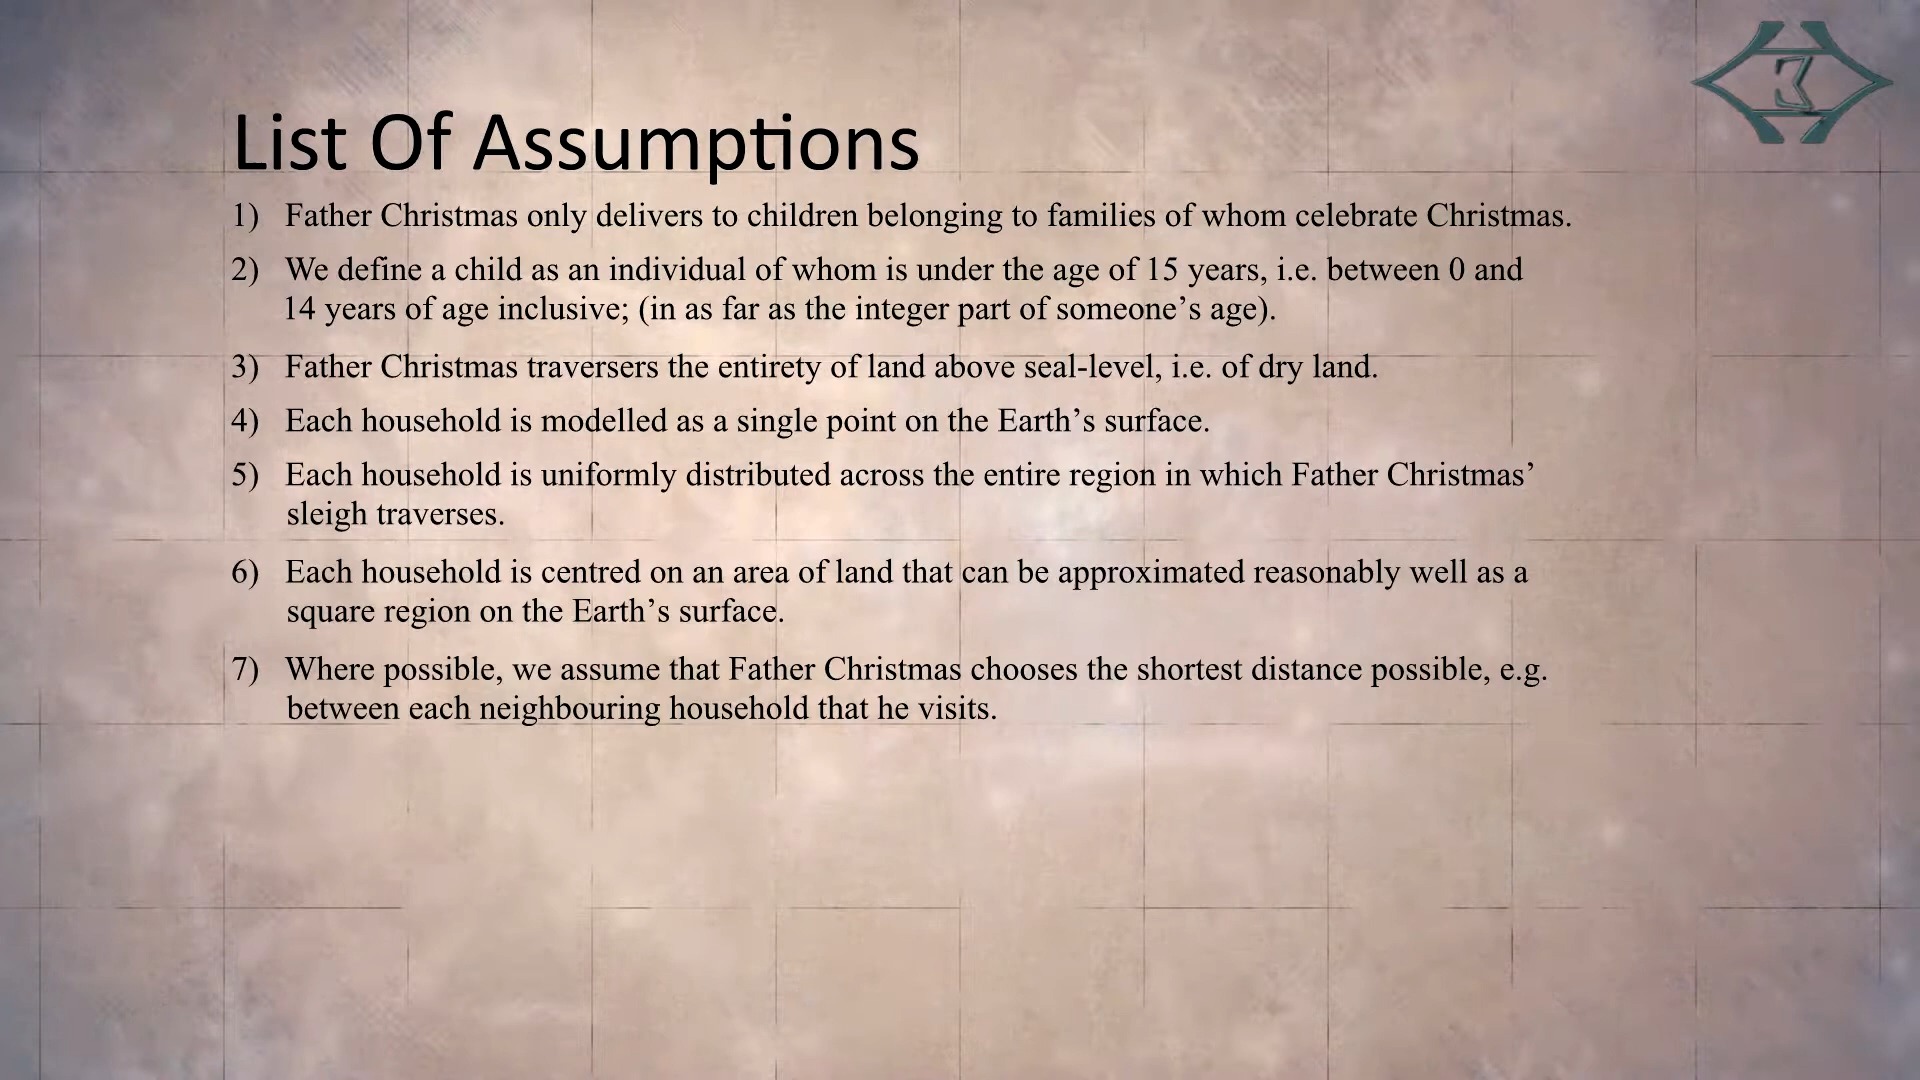 List Of Assumptions
1) Father Christmas only delivers to children belonging to families of whom celebrate Christmas.
2) We define a child as an individual of whom is under the age of 15 years, i.e. between 0 and
14 years of age inclusive; (in as far as the integer part of someone’s age).
3) Father Christmas traversers the entirety of land above seal-level, i.e. of dry land.
4) Each household is modelled as a single point on the Earth’s surface.
5) Each household is uniformly distributed across the entire region in which Father Christmas’
sleigh traverses.
6) Each household is centred on an area of land that can be approximated reasonably well as a
square region on the Earth’s surface.
7) Where possible, we assume that Father Christmas chooses the shortest distance possible, e.g.
between each neighbouring household that he visits.